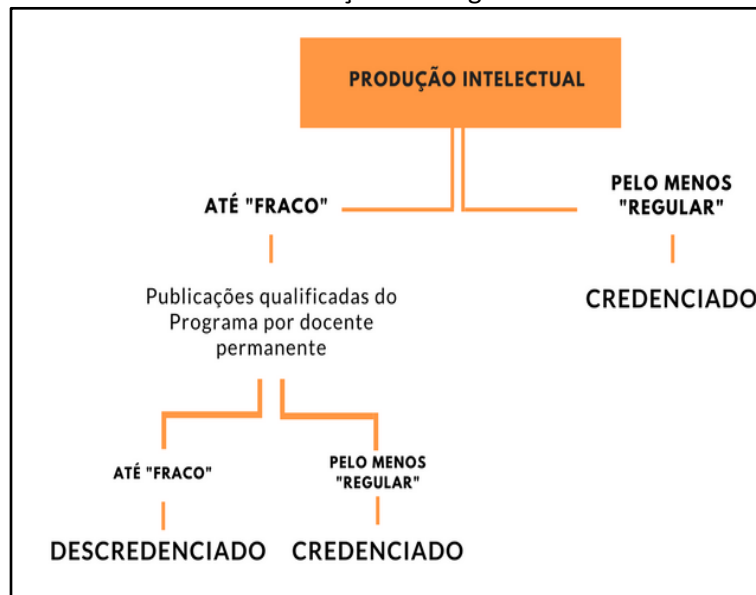 PRODUÇÃO INTELECTUAL
ATÉ "FRACO"
PELO MENOS
"REGULAR"
Publicações qualificadas do
Programa por docente
permanente
CREDENCIADO
ATÉ "FRACO"
PELO MENOS
"REGULAR"
DESCREDENCIADO
CREDENCIADO